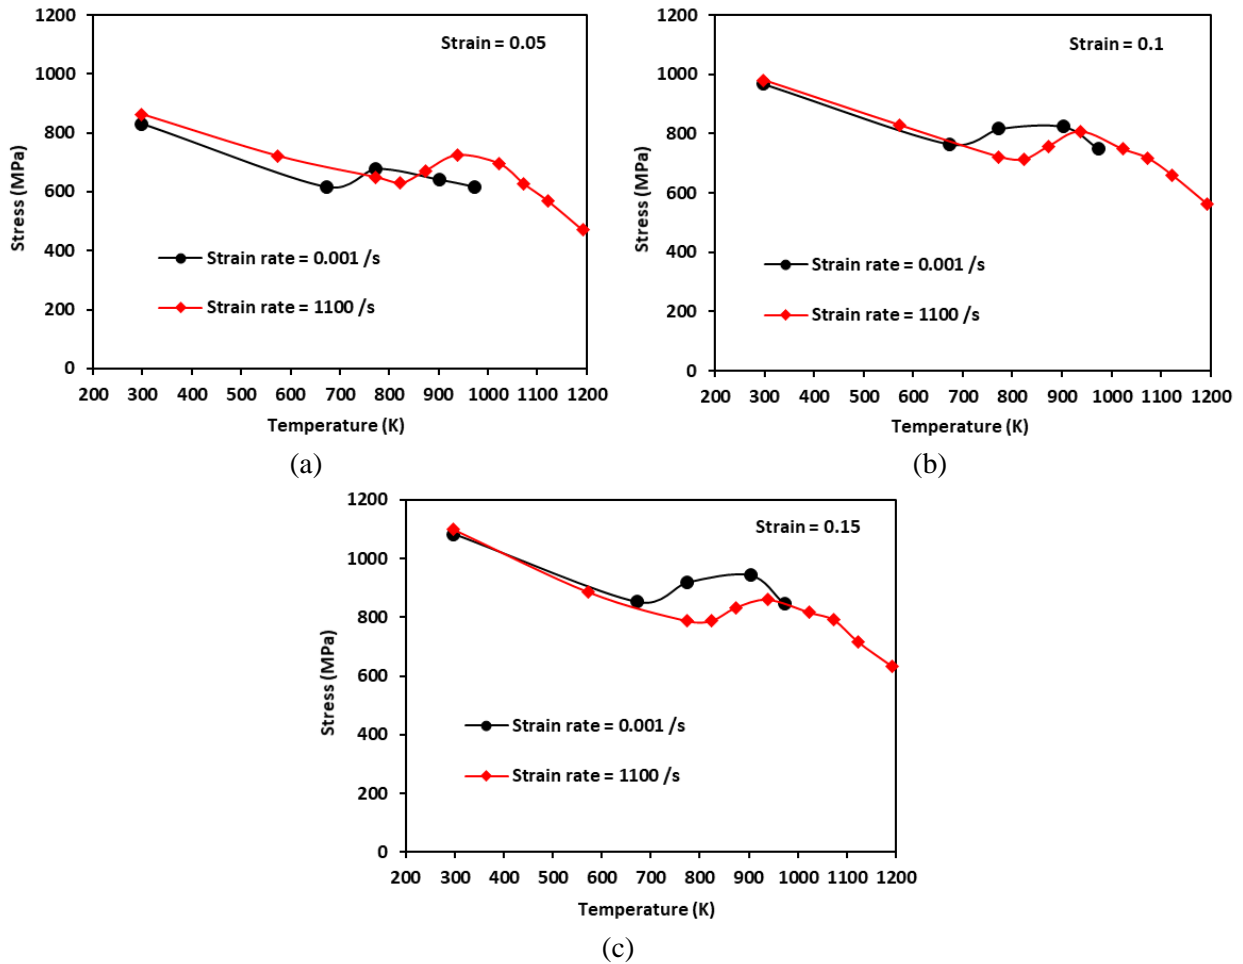 Strain = 0.05
1200
1000
800
600
400
200
0
Stress (MPa)
Strain rate = 0.001 /s
Strain rate = 1100 /s
200 300 400 500 600 700 800 900 1000 1100 1200
Temperature (K)
(a)
Strain = 0.1
1200
1000
800
600
400
200
0
Stress (MPa)
Strain rate = 0.001 /s
Strain rate = 1100 /s
200 300 400 500 600 700 800 900 1000 1100 1200
Temperature (K)
(b)
Strain = 0.15
1200
1000
800
600
400
200
0
Stress (MPa)
Strain rate = 0.001 /s
Strain rate = 1100 /s
200 300 400 500 600 700 800 900 1000 1100 1200
Temperature (K)
(c)